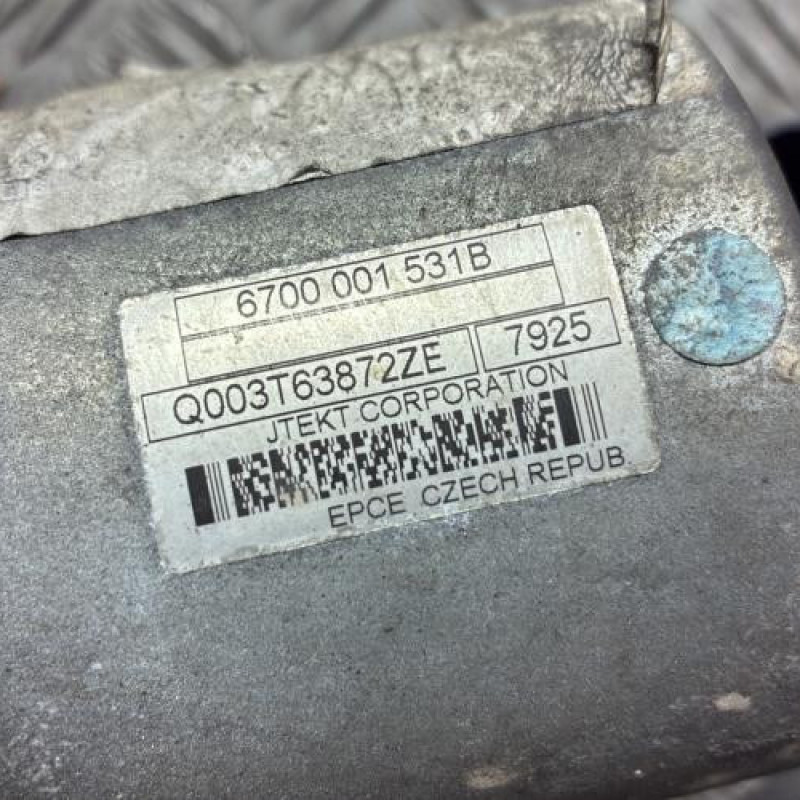 6700 001 531B
Q003T63872ZE 7925
JTEKT CORPORATION
EPCE CZECH REPUB.